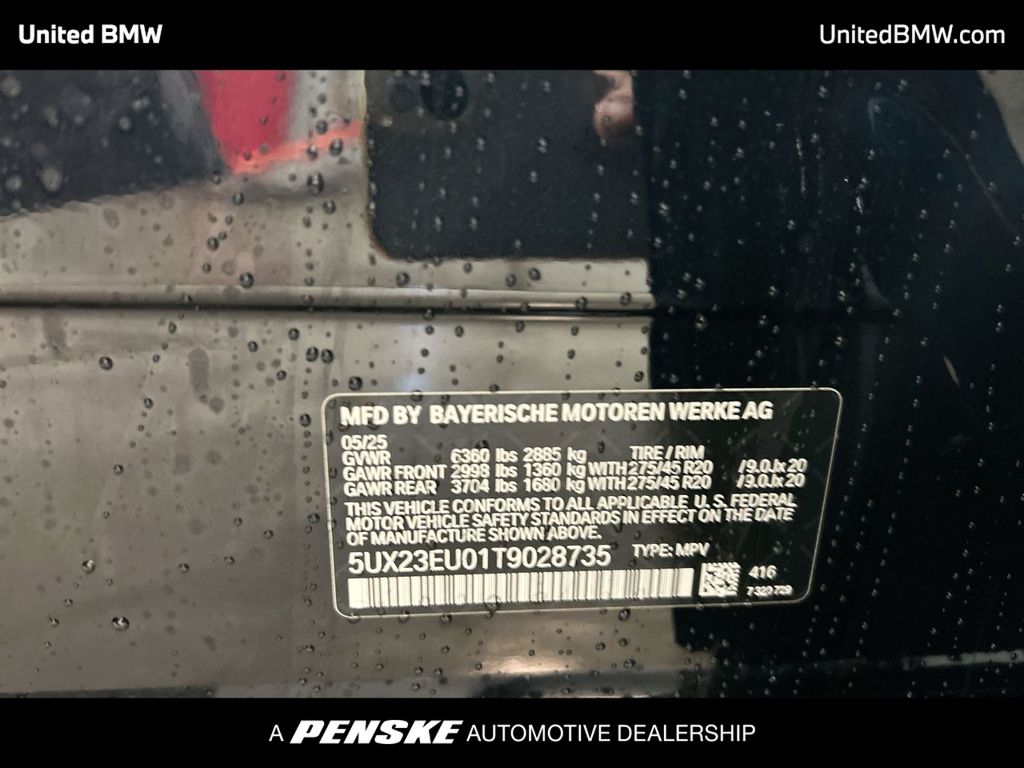 United BMW
UnitedBMW.com
MFD BY BAYERISCHE MOTOREN WERKE AG
05/25
GVWR 6360 lbs 2885 kg TIRE / RIM
GAWR FRONT 2998 lbs 1360 kg WITH 275/45 R20 /9.0Jx20
GAWR REAR 3704 lbs 1680 kg WITH 275/45 R20 /9.0Jx20
THIS VEHICLE CONFORMS TO ALL APPLICABLE U.S. FEDERAL
MOTOR VEHICLE SAFETY STANDARDS IN EFFECT ON THE DATE
OF MANUFACTURE SHOWN ABOVE.
5UX23EU01T9028735 TYPE: MPV
416
A PENSKE AUTOMOTIVE DEALERSHIP